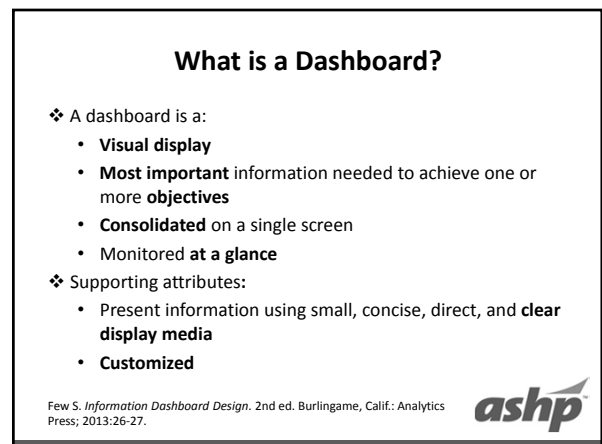 What is a Dashboard?
❖ A dashboard is a:
• Visual display
• Most important information needed to achieve one or
more objectives
• Consolidated on a single screen
• Monitored at a glance
❖ Supporting attributes:
• Present information using small, concise, direct, and clear
display media
• Customized
Few S. Information Dashboard Design. 2nd ed. Burlingame, Calif.: Analytics
Press; 2013:26-27.
ashp